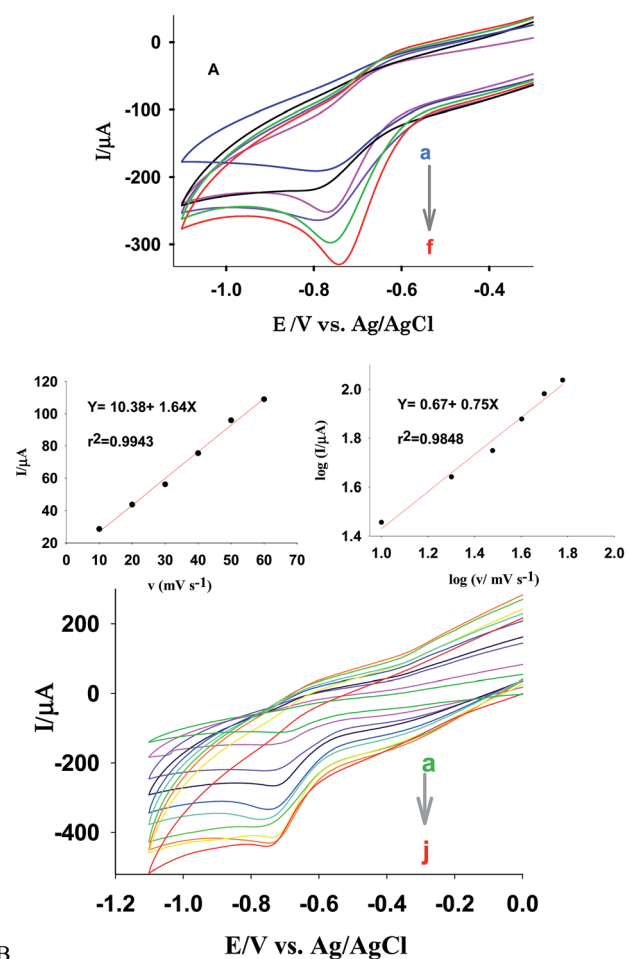 0
-100
-200
-300
I/µA
A
a
f
-1.0 -0.8 -0.6 -0.4
E /V vs. Ag/AgCl
120
100
80
60
40
20
I/µA
Y= 10.38+ 1.64X
r2=0.9943
0 10 20 30 40 50 60 70
v (mV s-1)
2.0
1.8
1.6
1.4
log (I/µA)
Y= 0.67+ 0.75X
r2=0.9848
1.0 1.2 1.4 1.6 1.8 2.0
log (v/ mV s-1)
200
0
-200
-400
I/µA
a
j
-1.2 -1.0 -0.8 -0.6 -0.4 -0.2 0.0
E/V vs. Ag/AgCl
B